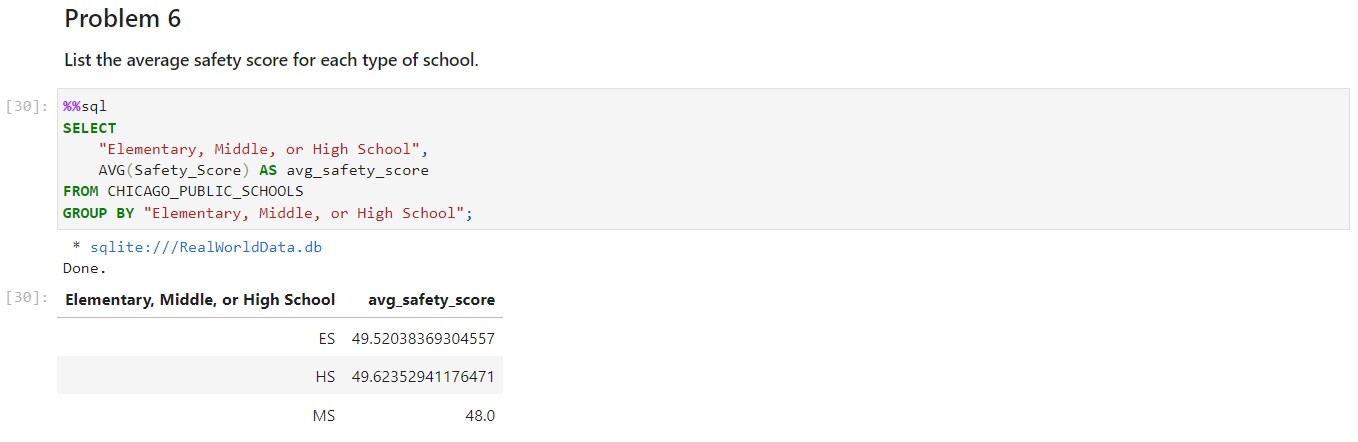 Problem 6
List the average safety score for each type of school.
[30]: %%sql
SELECT
"Elementary, Middle, or High School",
AVG(Safety_Score) AS avg_safety_score
FROM CHICAGO_PUBLIC_SCHOOLS
GROUP BY "Elementary, Middle, or High School";
* sqlite:///RealWorldData.db
Done.
[30]: Elementary, Middle, or High School avg_safety_score
ES 49.52038369304557
HS 49.62352941176471
MS 48.0